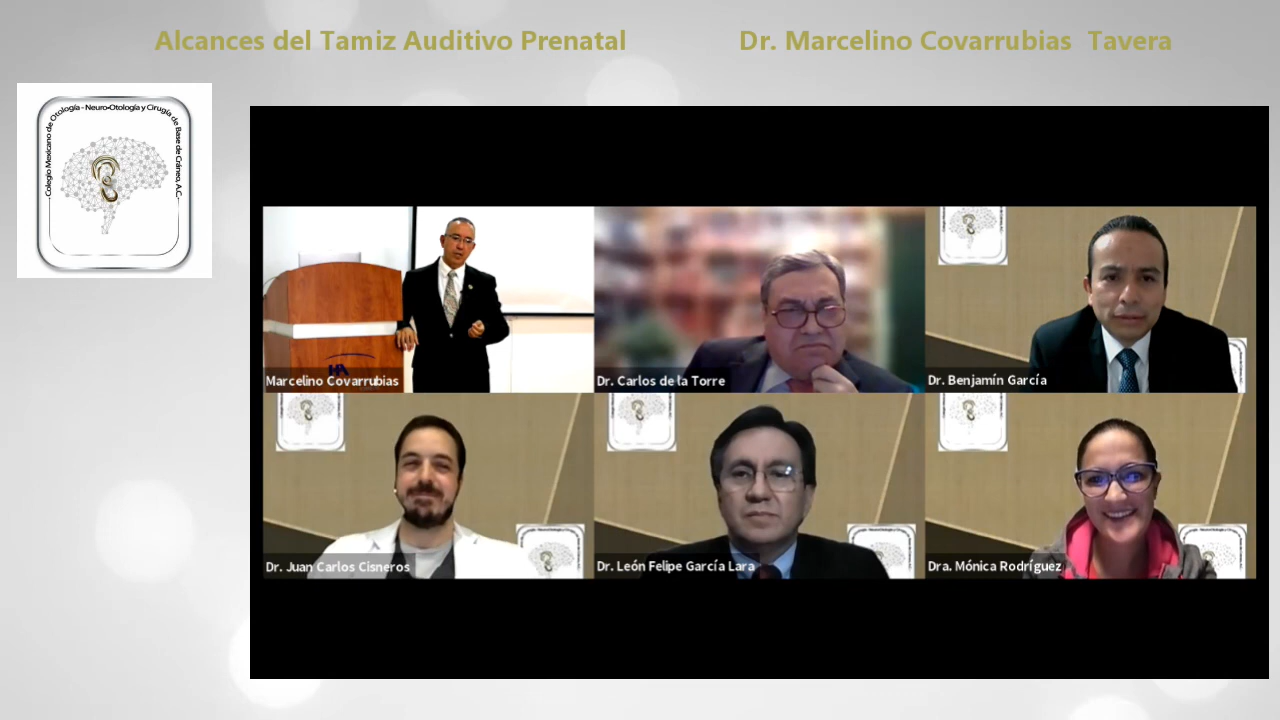 Alcances del Tamiz Auditivo Prenatal
Dr. Marcelino Covarrubias Tavera
Colegio Mexicano de Otología - Neuro-Otología y Cirugía de Base de Cráneo, A.C.
HA
Marcelino Covarrubias
Dr. Carlos de la Torre
Dr. Benjamín García
Dr. Juan Carlos Cisneros
Dr. León Felipe García Lara
Dra. Mónica Rodríguez